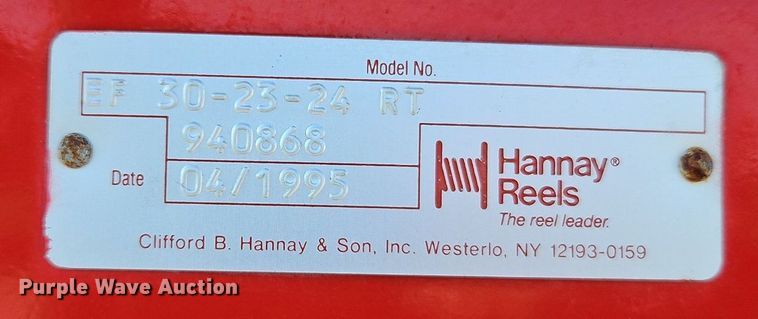 Model No.
EF 30-23-24 RT
940868
Date 04/1995
Hannay®
Reels
The reel leader.
Clifford B. Hannay & Son, Inc. Westerlo, NY 12193-0159
Purple Wave Auction